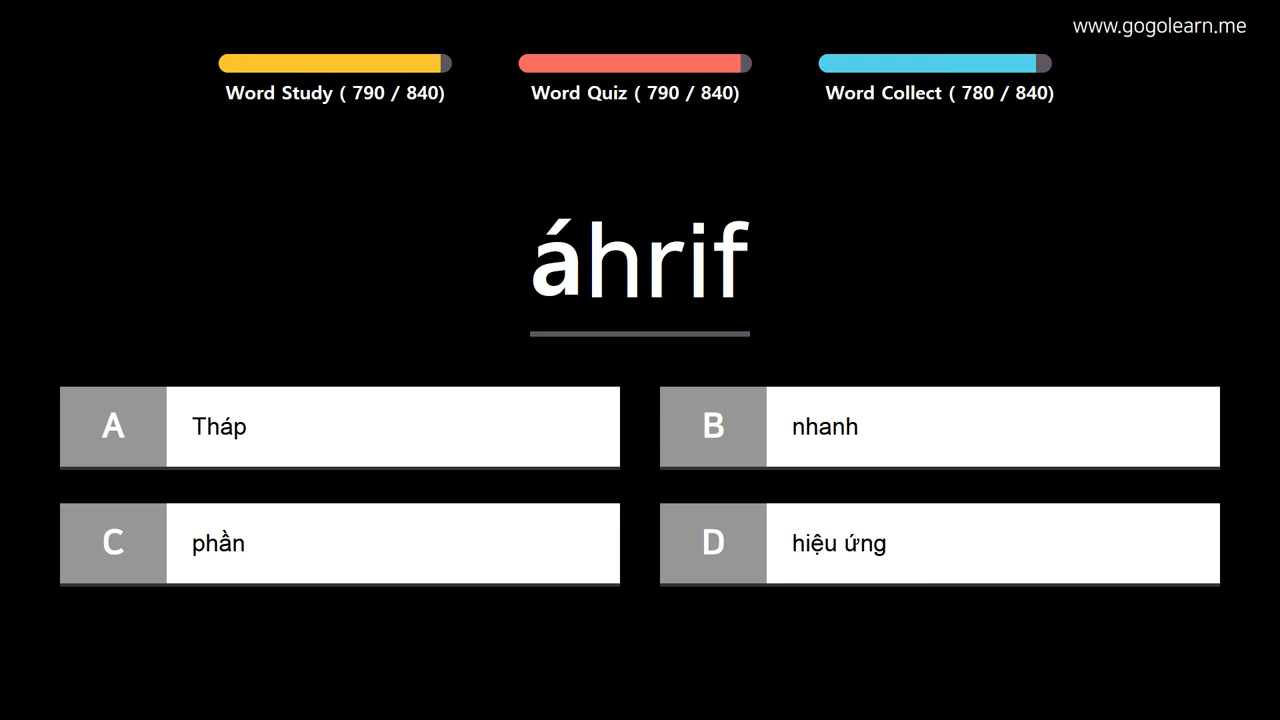 www.gogolearn.me
Word Study ( 790 / 840)
Word Quiz ( 790 / 840)
Word Collect ( 780 / 840)
áhrif
A Tháp
B nhanh
C phần
D hiệu ứng